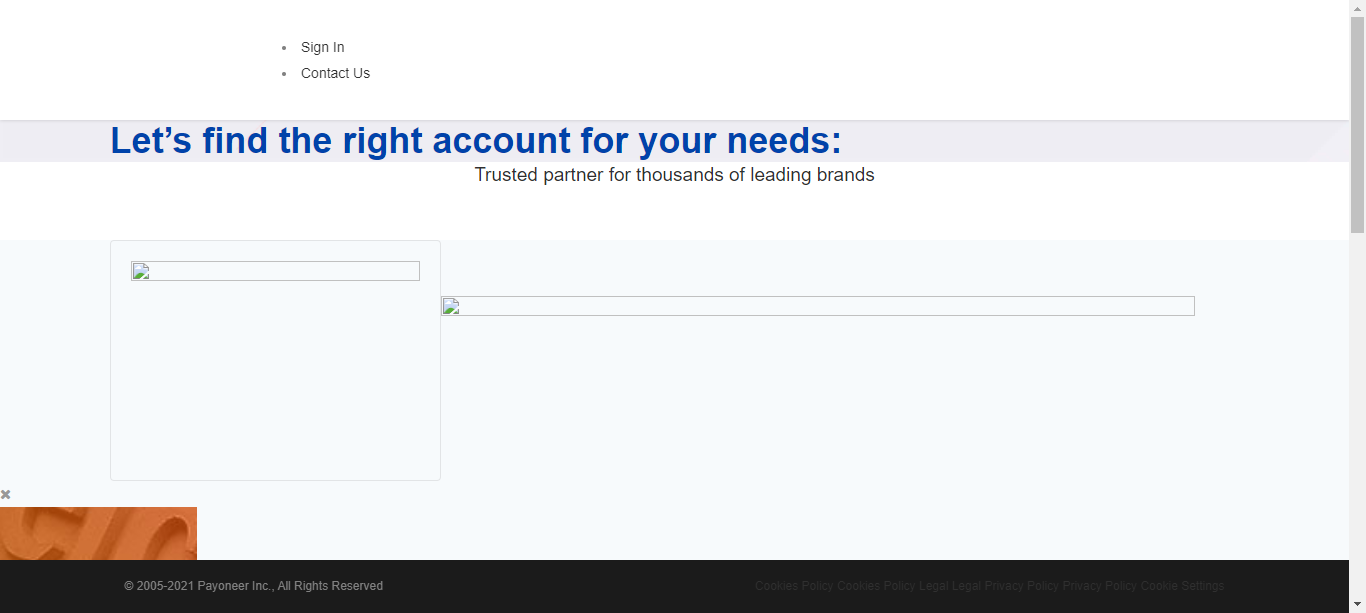 Sign In
Contact Us
Let’s find the right account for your needs:
Trusted partner for thousands of leading brands
© 2005-2021 Payoneer Inc., All Rights Reserved
Cookies Policy Cookies Policy Legal Legal Privacy Policy Privacy Policy Cookie Settings